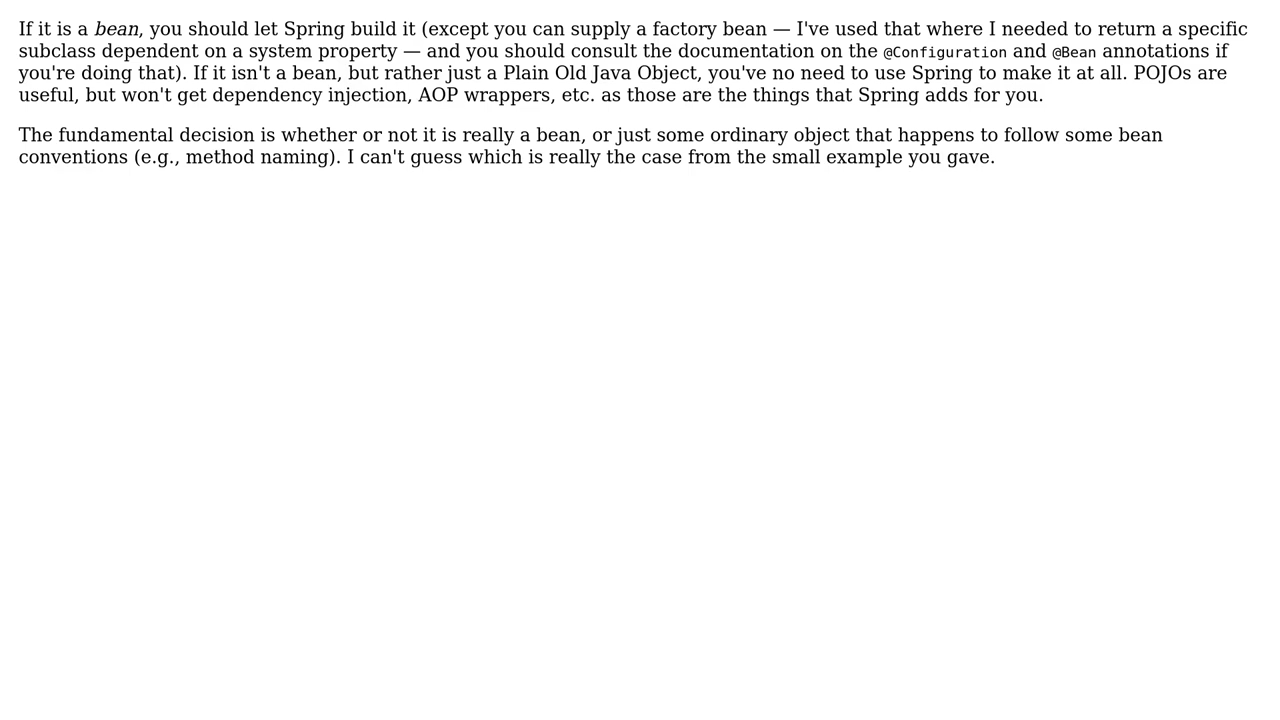 If it is a bean, you should let Spring build it (except you can supply a factory bean — I've used that where I needed to return a specific
subclass dependent on a system property — and you should consult the documentation on the @Configuration and @Bean annotations if
you're doing that). If it isn't a bean, but rather just a Plain Old Java Object, you've no need to use Spring to make it at all. POJOs are
useful, but won't get dependency injection, AOP wrappers, etc. as those are the things that Spring adds for you.
The fundamental decision is whether or not it is really a bean, or just some ordinary object that happens to follow some bean
conventions (e.g., method naming). I can't guess which is really the case from the small example you gave.